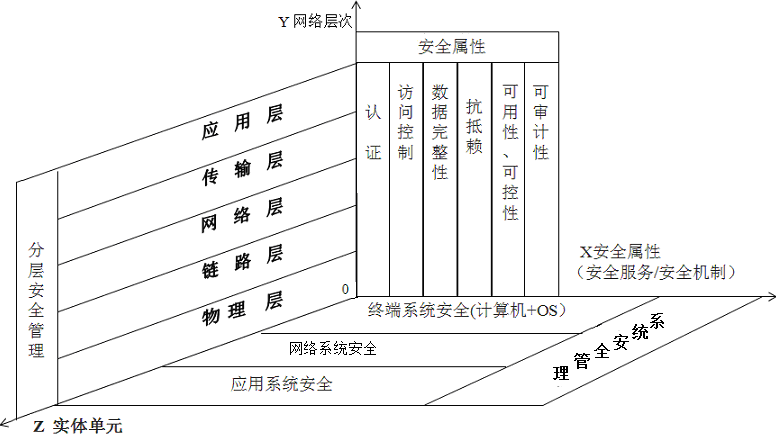 Y 网络层次
安全属性
认证
访问控制
数据完整性
抗抵赖
可用性、可控性
可审计性
应用层
传输层
网络层
链路层
物理层
分层安全管理
0
X安全属性
(安全服务/安全机制)
终端系统安全(计算机+OS)
网络系统安全
应用系统安全
系统安全管理
Z 实体单元